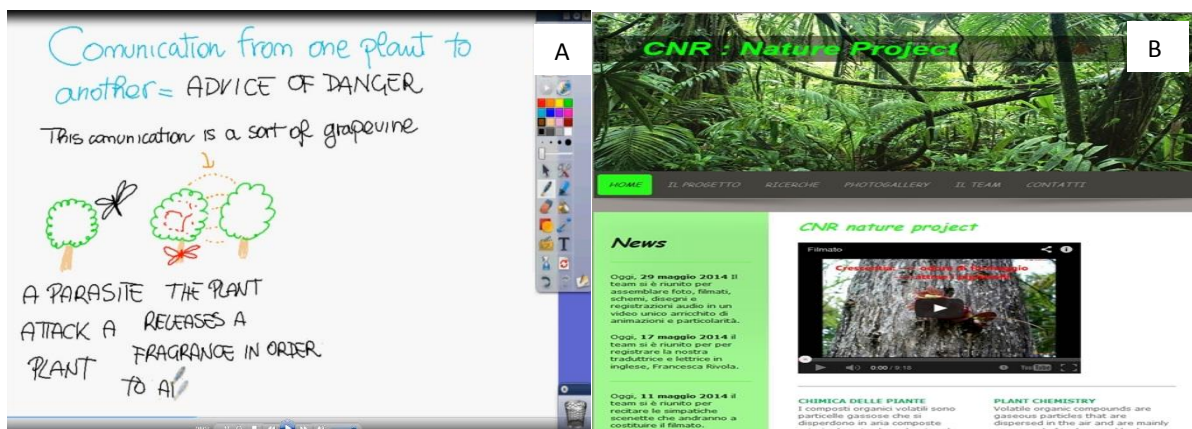 Comunication from one plant to
another = ADVICE OF DANGER
This comunication is a sort of grapevine
A PARASITE
ATTACK A
PLANT
THE PLANT
RELEASES A
FRAGRANCE IN ORDER
TO A
A
T
B
CNR : Nature Project
HOME IL PROGETTO RICERCHE PHOTOGALLERY IL TEAM CONTATTI
News
Oggi, 29 maggio 2014 Il
team si è riunito per
assemblare foto, filmati,
schemi, disegni e
registrazioni audio in un
video unico arricchito di
animazioni e particolarità.
Oggi, 17 maggio 2014 il
team si è riunito per per
registrare la nostra
traduttrice e lettrice in
inglese, Francesca Rivola.
Oggi, 11 maggio 2014 il
team si è riunito per
recitare le simpatiche
scenette che andranno a
costituire il filmato.
CNR nature project
Filmato
0:00 / 9:18
YouTube
CHIMICA DELLE PIANTE
I composti organici volatili sono
particelle gassose che si
disperdono in aria composte
PLANT CHEMISTRY
Volatile organic compounds are
gaseous particles that are
dispersed in the air and are mainly